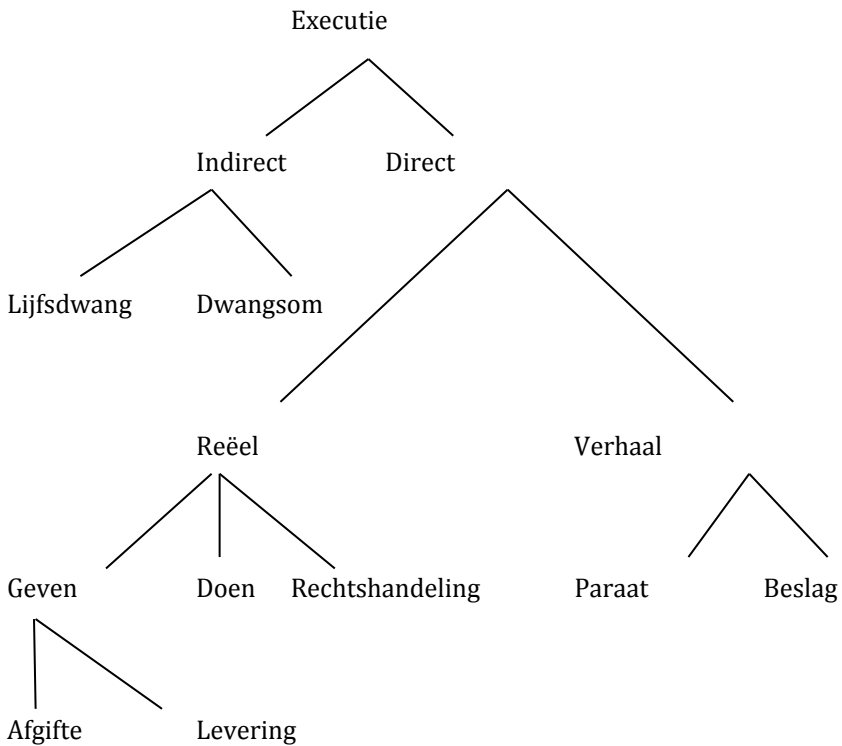 Executie
Indirect Direct
Lijfsdwang Dwangsom
Reëel Verhaal
Geven Doen Rechtshandeling Paraat Beslag
Afgifte Levering